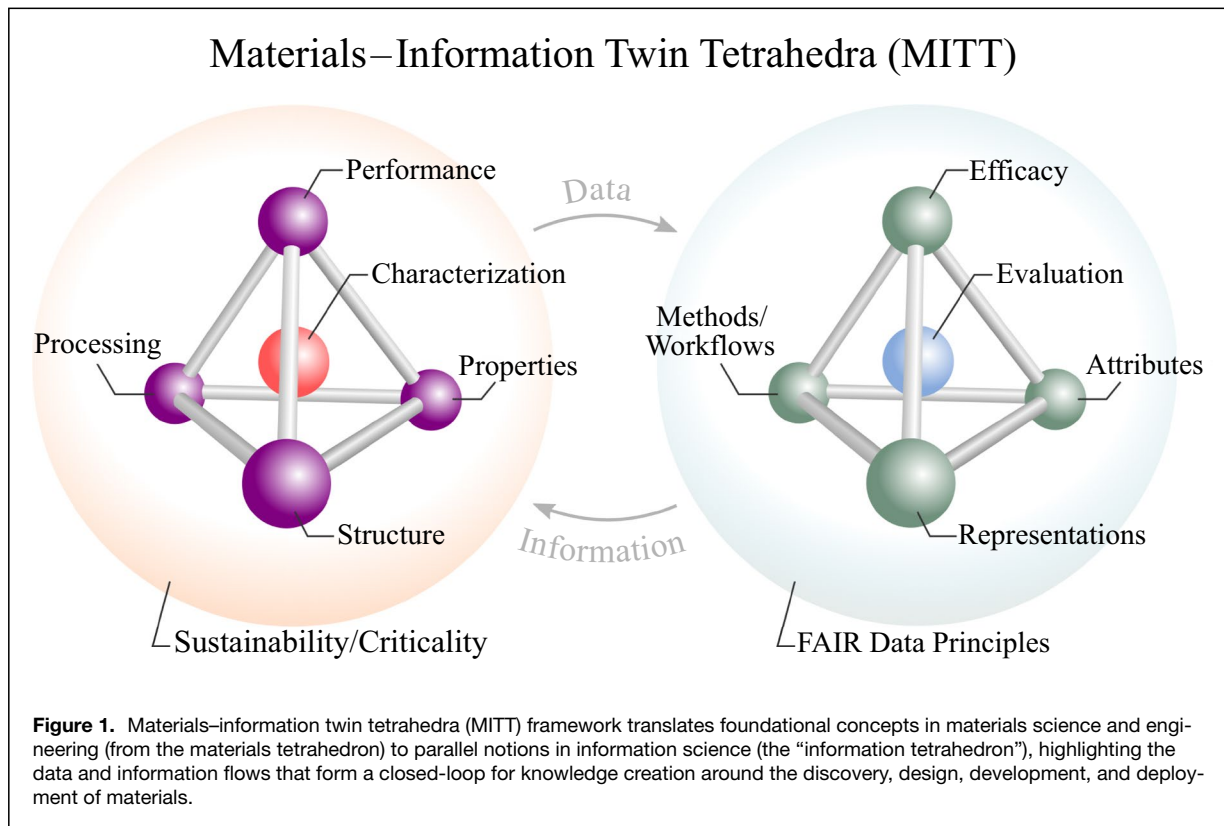 Materials–Information Twin Tetrahedra (MITT)
Performance
Characterization
Processing
Properties
Structure
Sustainability/Criticality
Data
Information
Efficacy
Evaluation
Methods/
Workflows
Attributes
Representations
FAIR Data Principles
Figure 1. Materials–information twin tetrahedra (MITT) framework translates foundational concepts in materials science and engi-
neering (from the materials tetrahedron) to parallel notions in information science (the “information tetrahedron”), highlighting the
data and information flows that form a closed-loop for knowledge creation around the discovery, design, development, and deploy-
ment of materials.